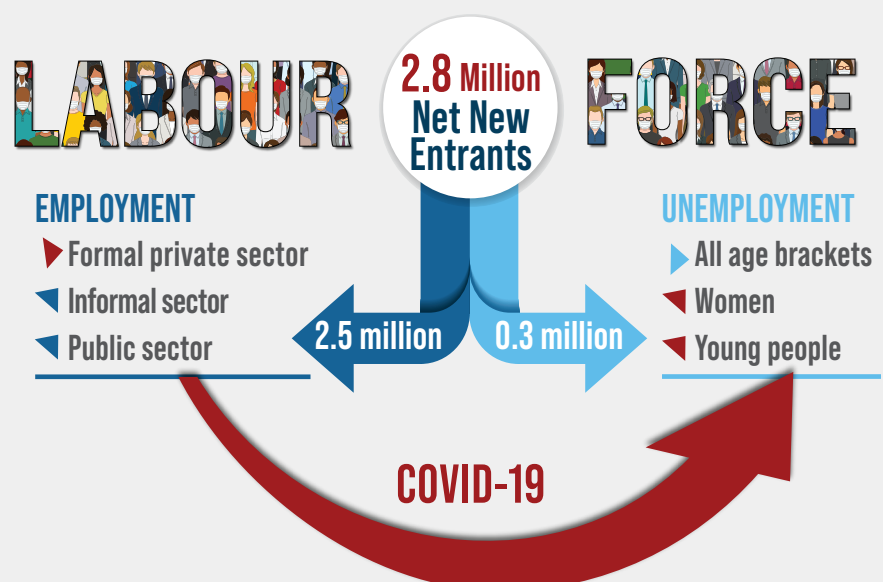 LABOUR FORCE
2.8 Million
Net New
Entrants
EMPLOYMENT
Formal private sector
Informal sector
Public sector
2.5 million
0.3 million
UNEMPLOYMENT
All age brackets
Women
Young people
COVID-19